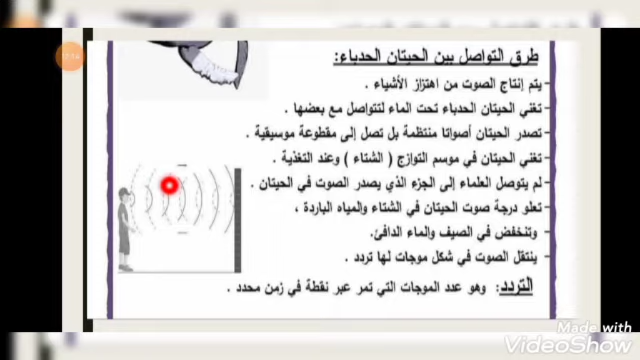 طرق التواصل بين الحيتان الحدباء:
- يتم إنتاج الصوت من اهتزاز الأشياء .
- تغني الحيتان الحدباء تحت الماء لتتواصل مع بعضها .
- تصدر الحيتان أصواتا منتظمة بل تصل إلى مقطوعة موسيقية .
- تغني الحيتان في موسم التوازج ( الشتاء ) وعند التغذية .
- لم يتوصل العلماء إلى الجزء الذي يصدر الصوت في الحيتان .
- تعلو درجة صوت الحيتان في الشتاء والمياه الباردة ،
وتنخفض في الصيف والماء الدافئ.
- ينتقل الصوت في شكل موجات لها تردد .
التردد: وهو عدد الموجات التي تمر عبر نقطة في زمن محدد .
Made with
VideoShow